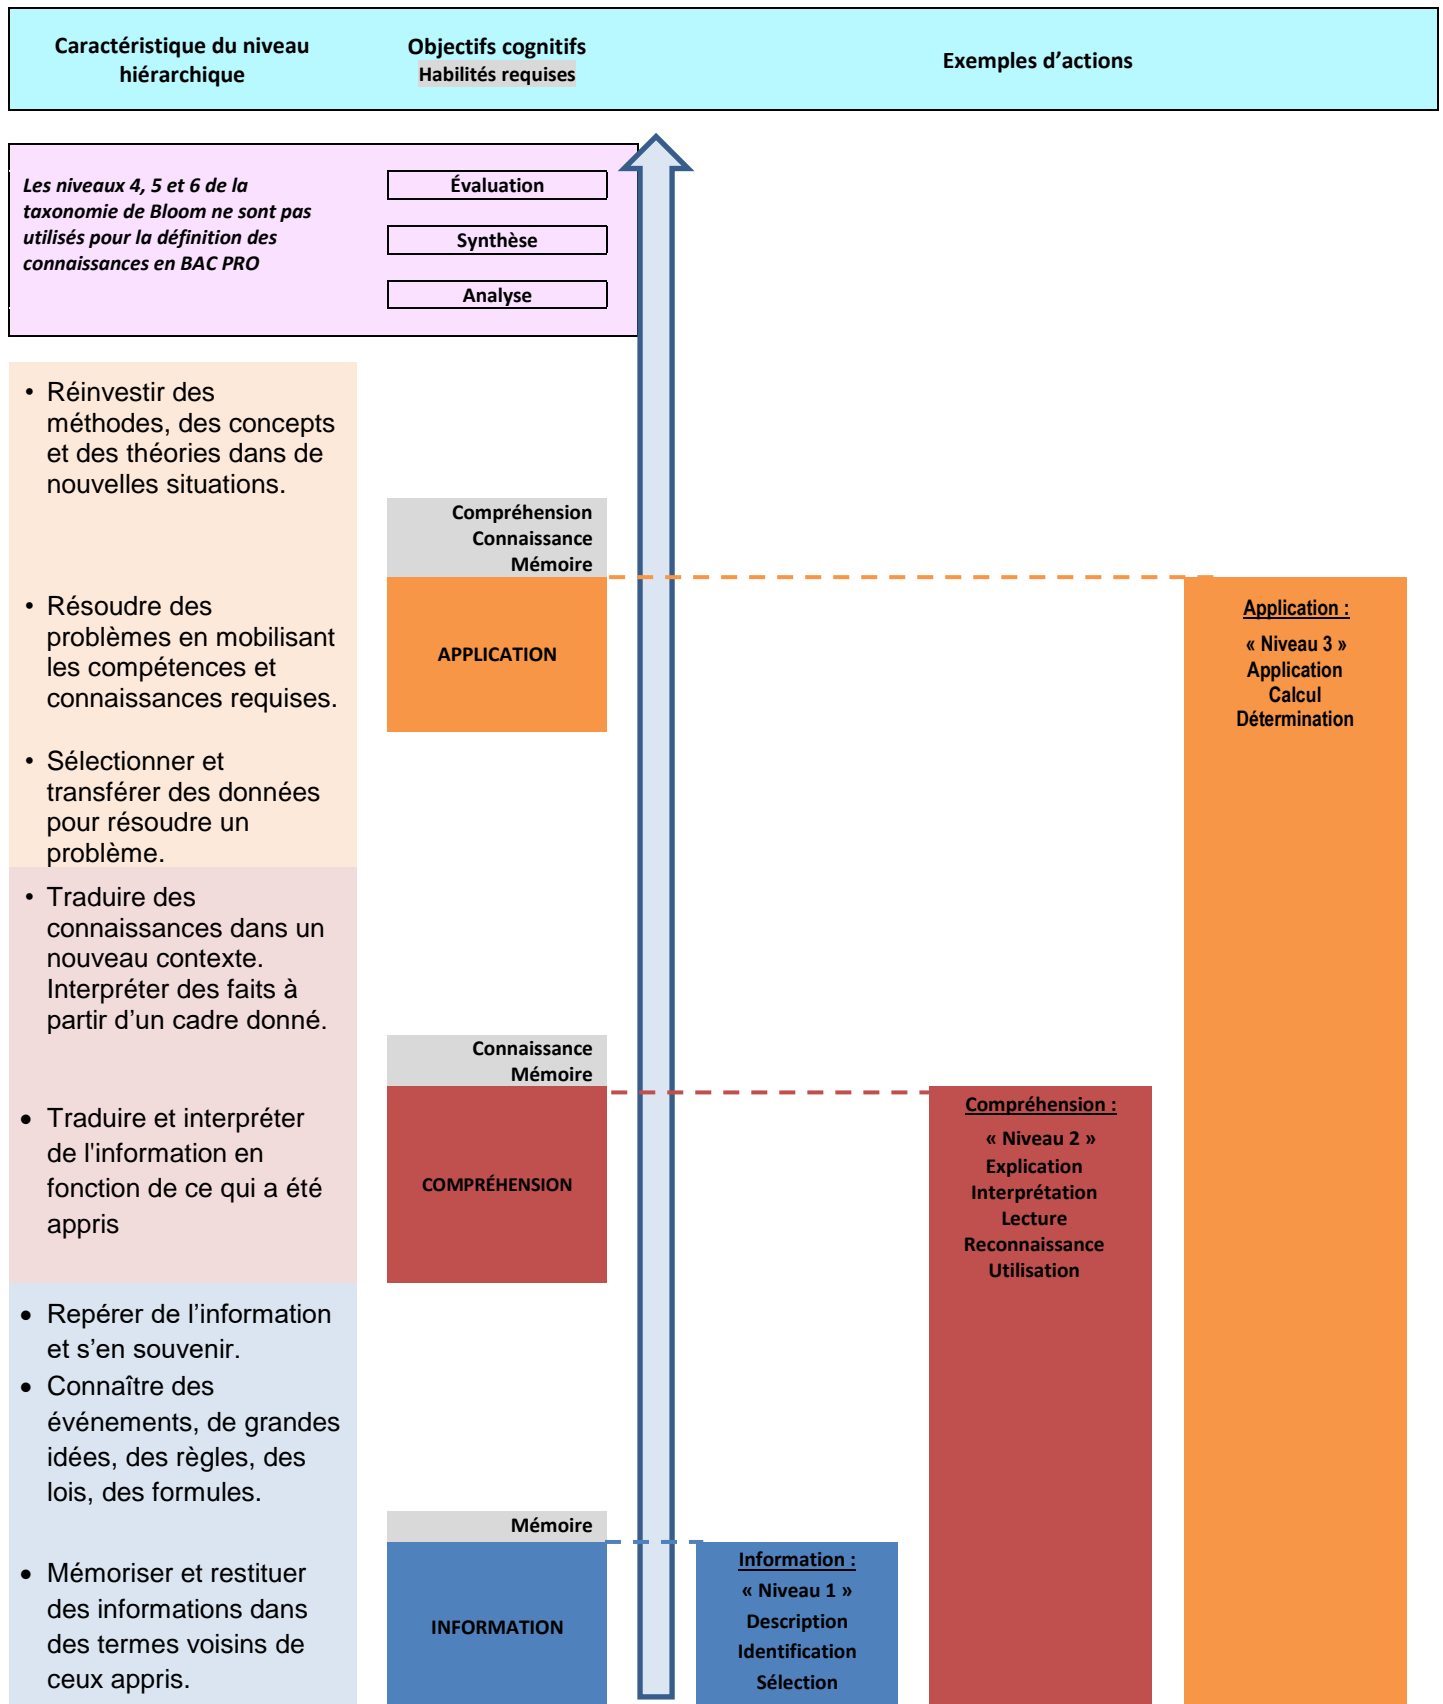 Caractéristique du niveau
hiérarchique
Objectifs cognitifs
Habilités requises
Exemples d’actions
Les niveaux 4, 5 et 6 de la
taxonomie de Bloom ne sont pas
utilisés pour la définition des
connaissances en BAC PRO
Évaluation
Synthèse
Analyse
• Réinvestir des
méthodes, des concepts
et des théories dans de
nouvelles situations.
• Résoudre des
problèmes en mobilisant
les compétences et
connaissances requises.
• Sélectionner et
transférer des données
pour résoudre un
problème.
Compréhension
Connaissance
Mémoire
APPLICATION
Application :
« Niveau 3 »
Application
Calcul
Détermination
• Traduire des
connaissances dans un
nouveau contexte.
Interpréter des faits à
partir d’un cadre donné.
• Traduire et interpréter
de l'information en
fonction de ce qui a été
appris
Connaissance
Mémoire
COMPRÉHENSION
Compréhension :
« Niveau 2 »
Explication
Interprétation
Lecture
Reconnaissance
Utilisation
• Repérer de l’information
et s’en souvenir.
• Connaître des
événements, de grandes
idées, des règles, des
lois, des formules.
• Mémoriser et restituer
des informations dans
des termes voisins de
ceux appris.
Mémoire
INFORMATION
Information :
« Niveau 1 »
Description
Identification
Sélection